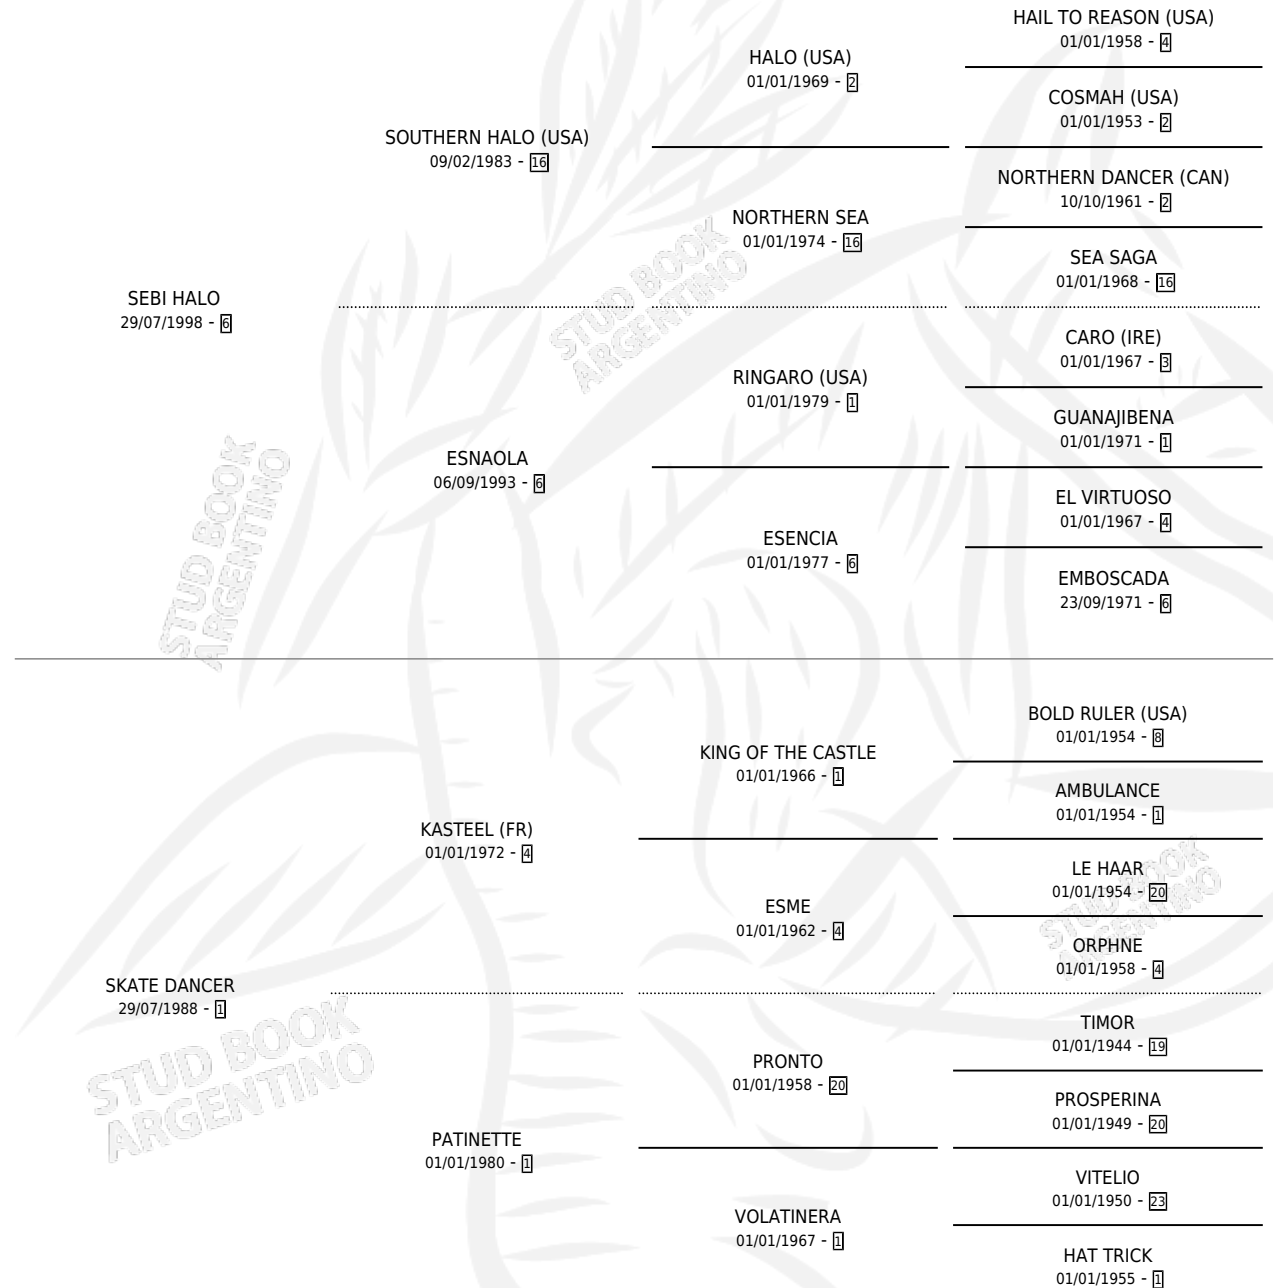 HAIL TO REASON (USA)
01/01/1958 - 4
HALO (USA)
01/01/1969 - 2
COSMAH (USA)
01/01/1953 - 2
SOUTHERN HALO (USA)
09/02/1983 - 16
NORTHERN DANCER (CAN)
10/10/1961 - 2
NORTHERN SEA
01/01/1974 - 16
SEA SAGA
01/01/1968 - 16
SEBI HALO
29/07/1998 - 6
CARO (IRE)
01/01/1967 - 3
RINGARO (USA)
01/01/1979 - 1
GUANAJIBENA
01/01/1971 - 1
ESNAOLA
06/09/1993 - 6
EL VIRTUOSO
01/01/1967 - 4
ESENCIA
01/01/1977 - 6
EMBOSCADA
23/09/1971 - 6
STUD BOOK
ARGENTINO
STUD BOOK
ARGENTINO
BOLD RULER (USA)
01/01/1954 - 8
KING OF THE CASTLE
01/01/1966 - 1
AMBULANCE
01/01/1954 - 1
KASTEEL (FR)
01/01/1972 - 4
LE HAAR
01/01/1954 - 20
ESME
01/01/1962 - 4
ORPHNE
01/01/1958 - 4
SKATE DANCER
29/07/1988 - 1
TIMOR
01/01/1944 - 19
PRONTO
01/01/1958 - 20
PROSPERINA
01/01/1949 - 20
PATINETTE
01/01/1980 - 1
VITELIO
01/01/1950 - 23
VOLATINERA
01/01/1967 - 1
HAT TRICK
01/01/1955 - 1
STUD BOOK
ARGENTINO
STUD BOOK
ARGENTINO